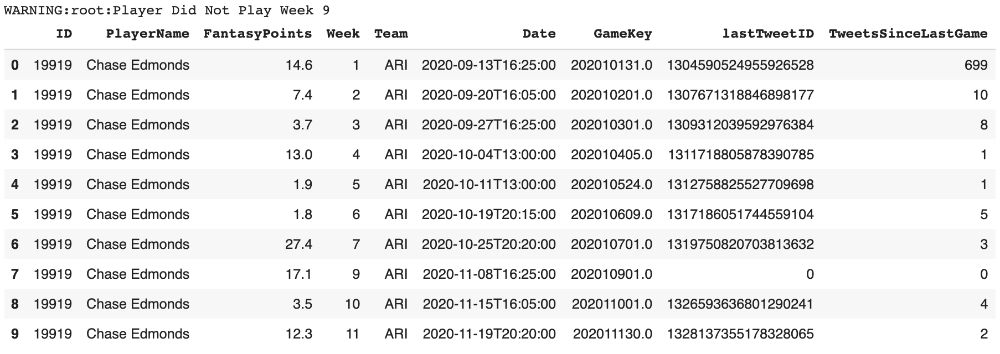 WARNING:root:Player Did Not Play Week 9
ID PlayerName FantasyPoints Week Team Date GameKey lastTweetID TweetsSinceLastGame
0 19919 Chase Edmonds 14.6 1 ARI 2020-09-13T16:25:00 202010131.0 1304590524955926528 699
1 19919 Chase Edmonds 7.4 2 ARI 2020-09-20T16:05:00 202010201.0 1307671318846898177 10
2 19919 Chase Edmonds 3.7 3 ARI 2020-09-27T16:25:00 202010301.0 1309312039592976384 8
3 19919 Chase Edmonds 13.0 4 ARI 2020-10-04T13:00:00 202010405.0 1311718805878390785 1
4 19919 Chase Edmonds 1.9 5 ARI 2020-10-11T13:00:00 202010524.0 1312758825527709698 1
5 19919 Chase Edmonds 1.8 6 ARI 2020-10-19T20:15:00 202010609.0 1317186051744559104 5
6 19919 Chase Edmonds 27.4 7 ARI 2020-10-25T20:20:00 202010701.0 1319750820703813632 3
7 19919 Chase Edmonds 17.1 9 ARI 2020-11-08T16:25:00 202010901.0 0 0
8 19919 Chase Edmonds 3.5 10 ARI 2020-11-15T16:05:00 202011001.0 1326593636801290241 4
9 19919 Chase Edmonds 12.3 11 ARI 2020-11-19T20:20:00 202011130.0 1328137355178328065 2